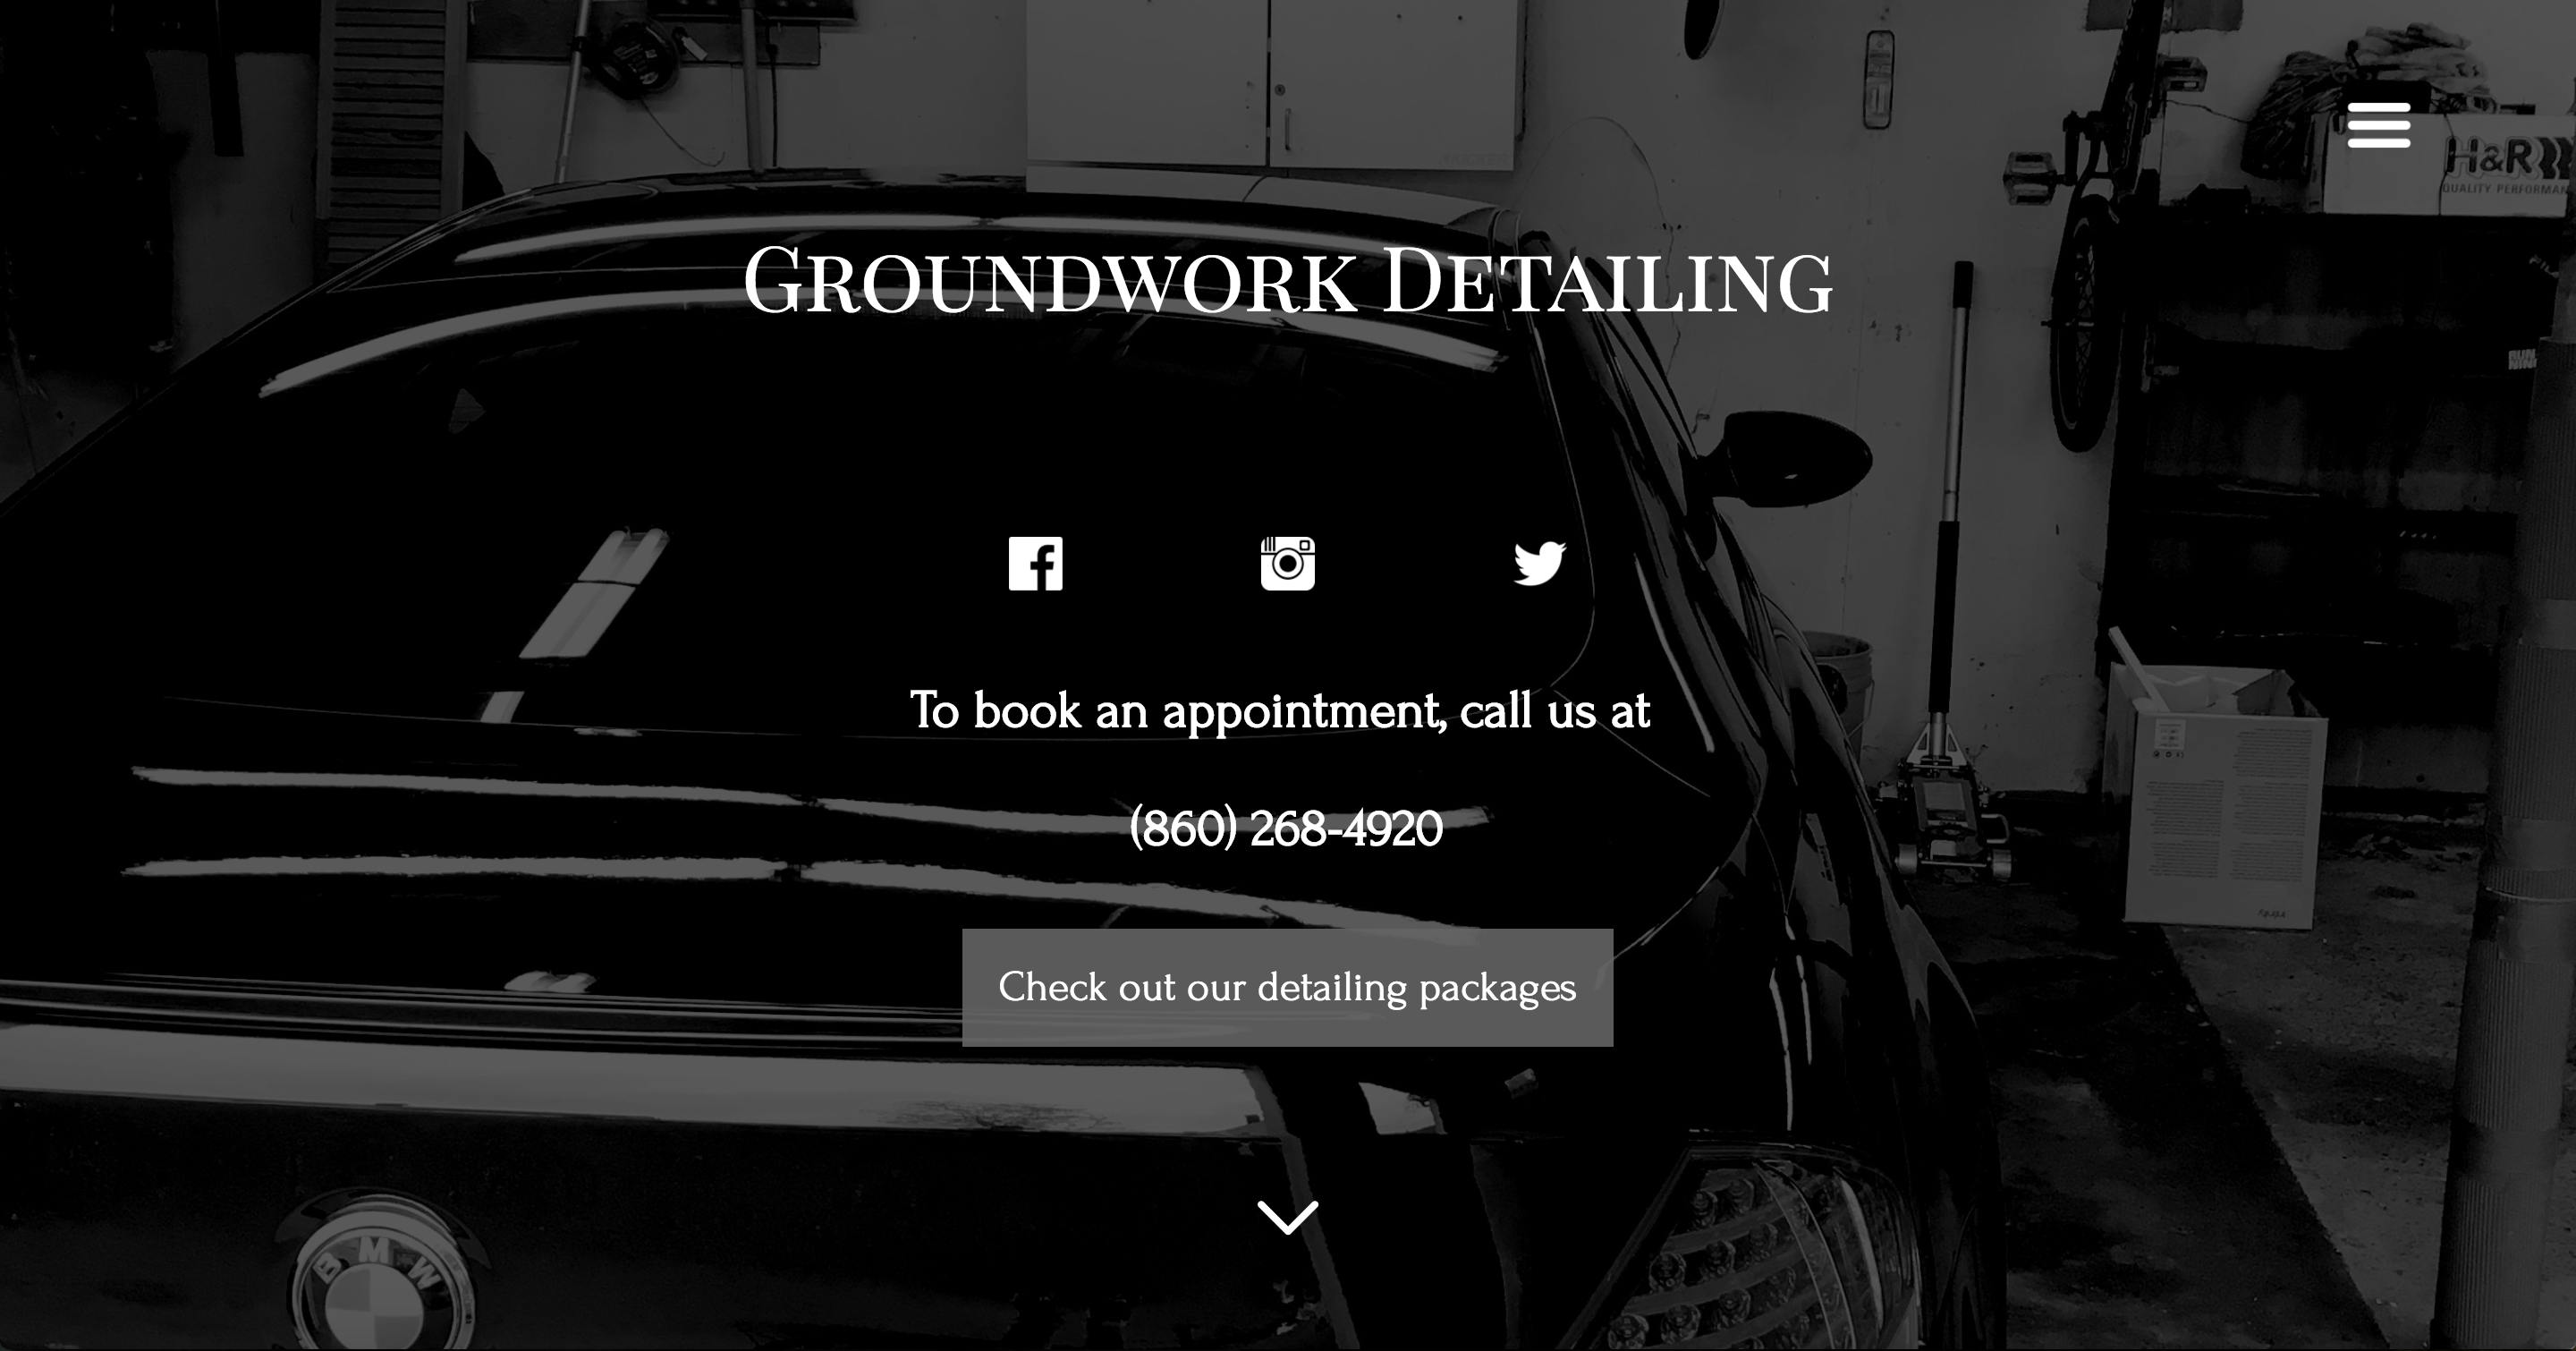 H&R
QUALITY PERFORMAN
Groundwork Detailing
To book an appointment, call us at
(860) 268-4920
Check out our detailing packages
BMW